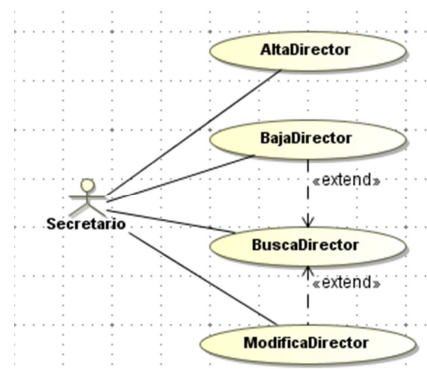 AltaDirector
BajaDirector
«extend»
Secretario
BuscaDirector
«extend»
ModificaDirector